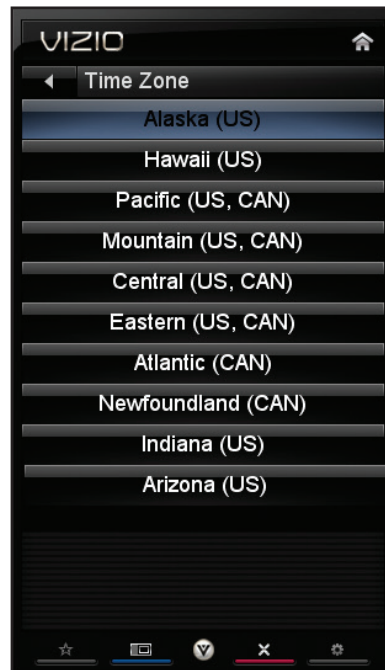 VIZIO
Time Zone
Alaska (US)
Hawaii (US)
Pacific (US, CAN)
Mountain (US, CAN)
Central (US, CAN)
Eastern (US, CAN)
Atlantic (CAN)
Newfoundland (CAN)
Indiana (US)
Arizona (US)
V